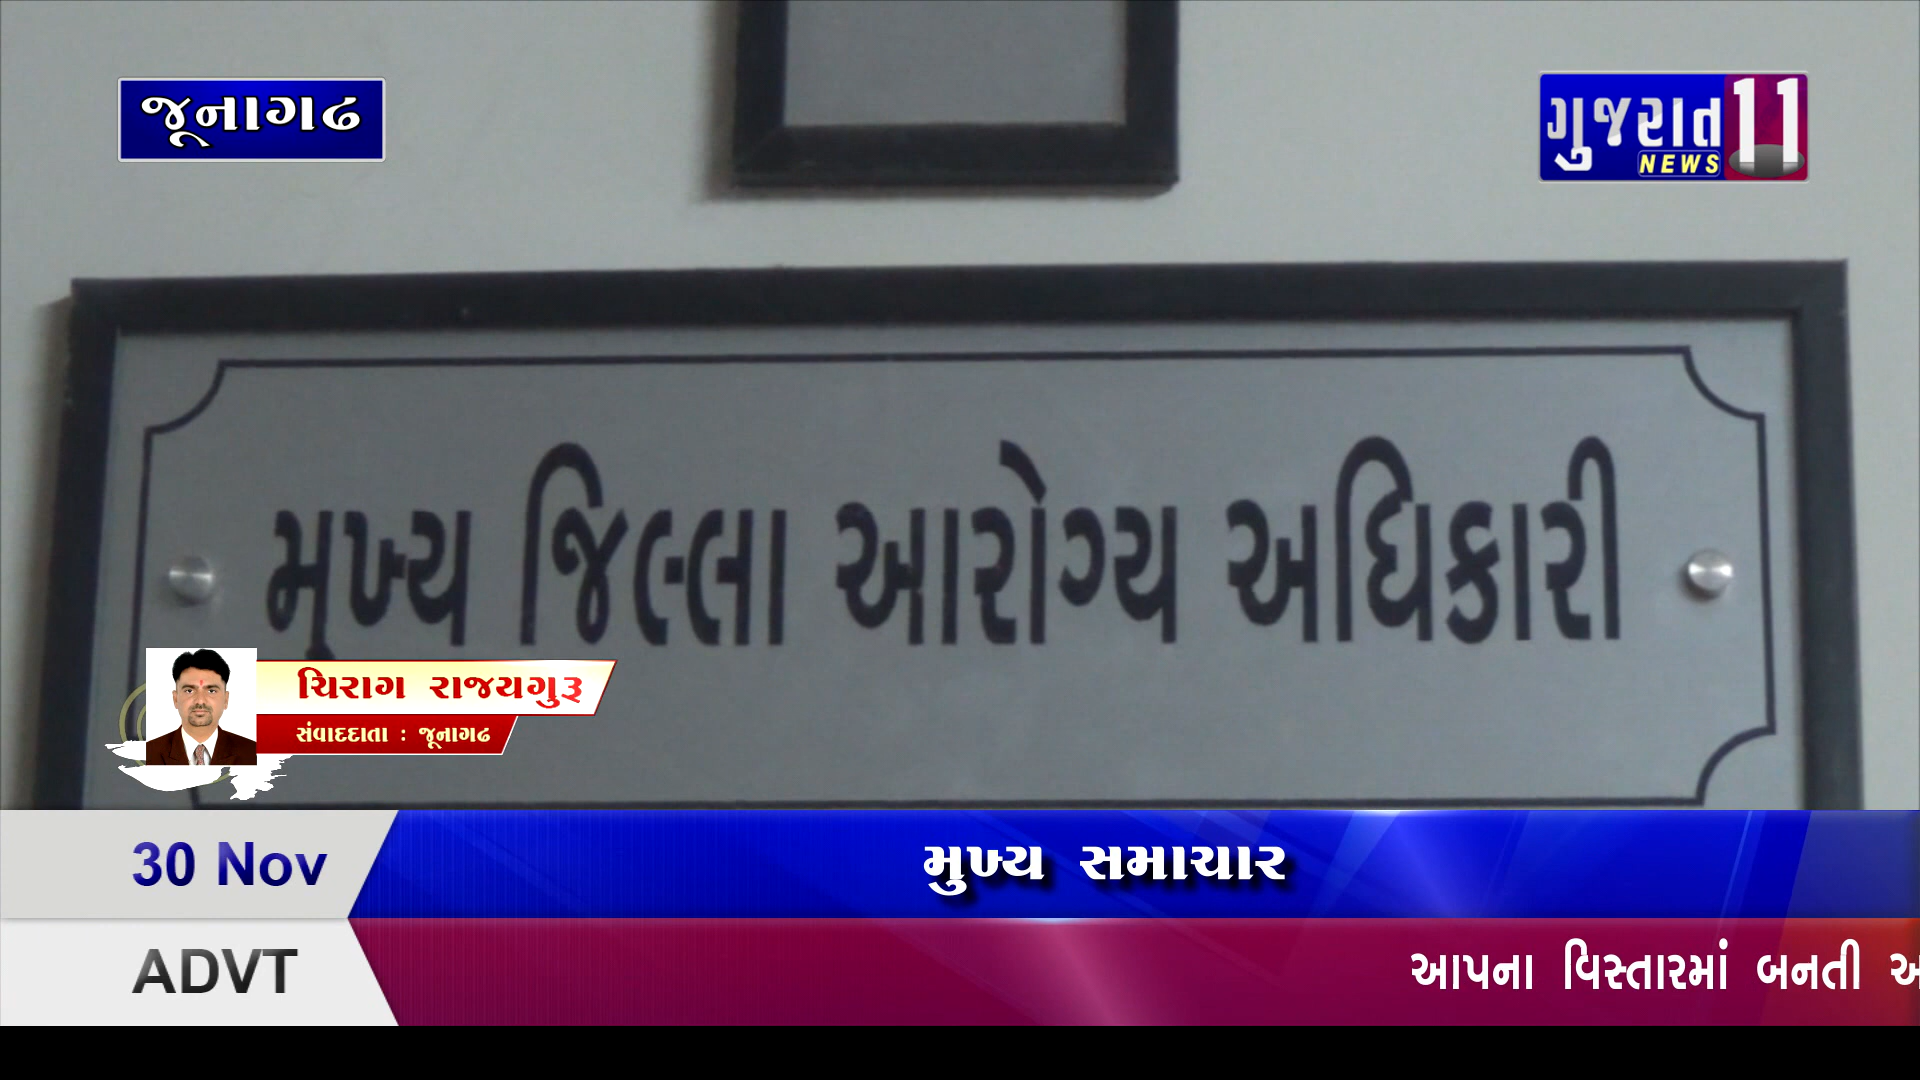 જૂનાગઢ
ગુજરાત 11
NEWS
મુખ્ય જિલ્લા આરોગ્ય અધિકારી
ચિરાગ રાજયગુરૂ
સંવાદદાતા : જૂનાગઢ
30 Nov
મુખ્ય સમાચાર
ADVT
આપના વિસ્તારમાં બનતી